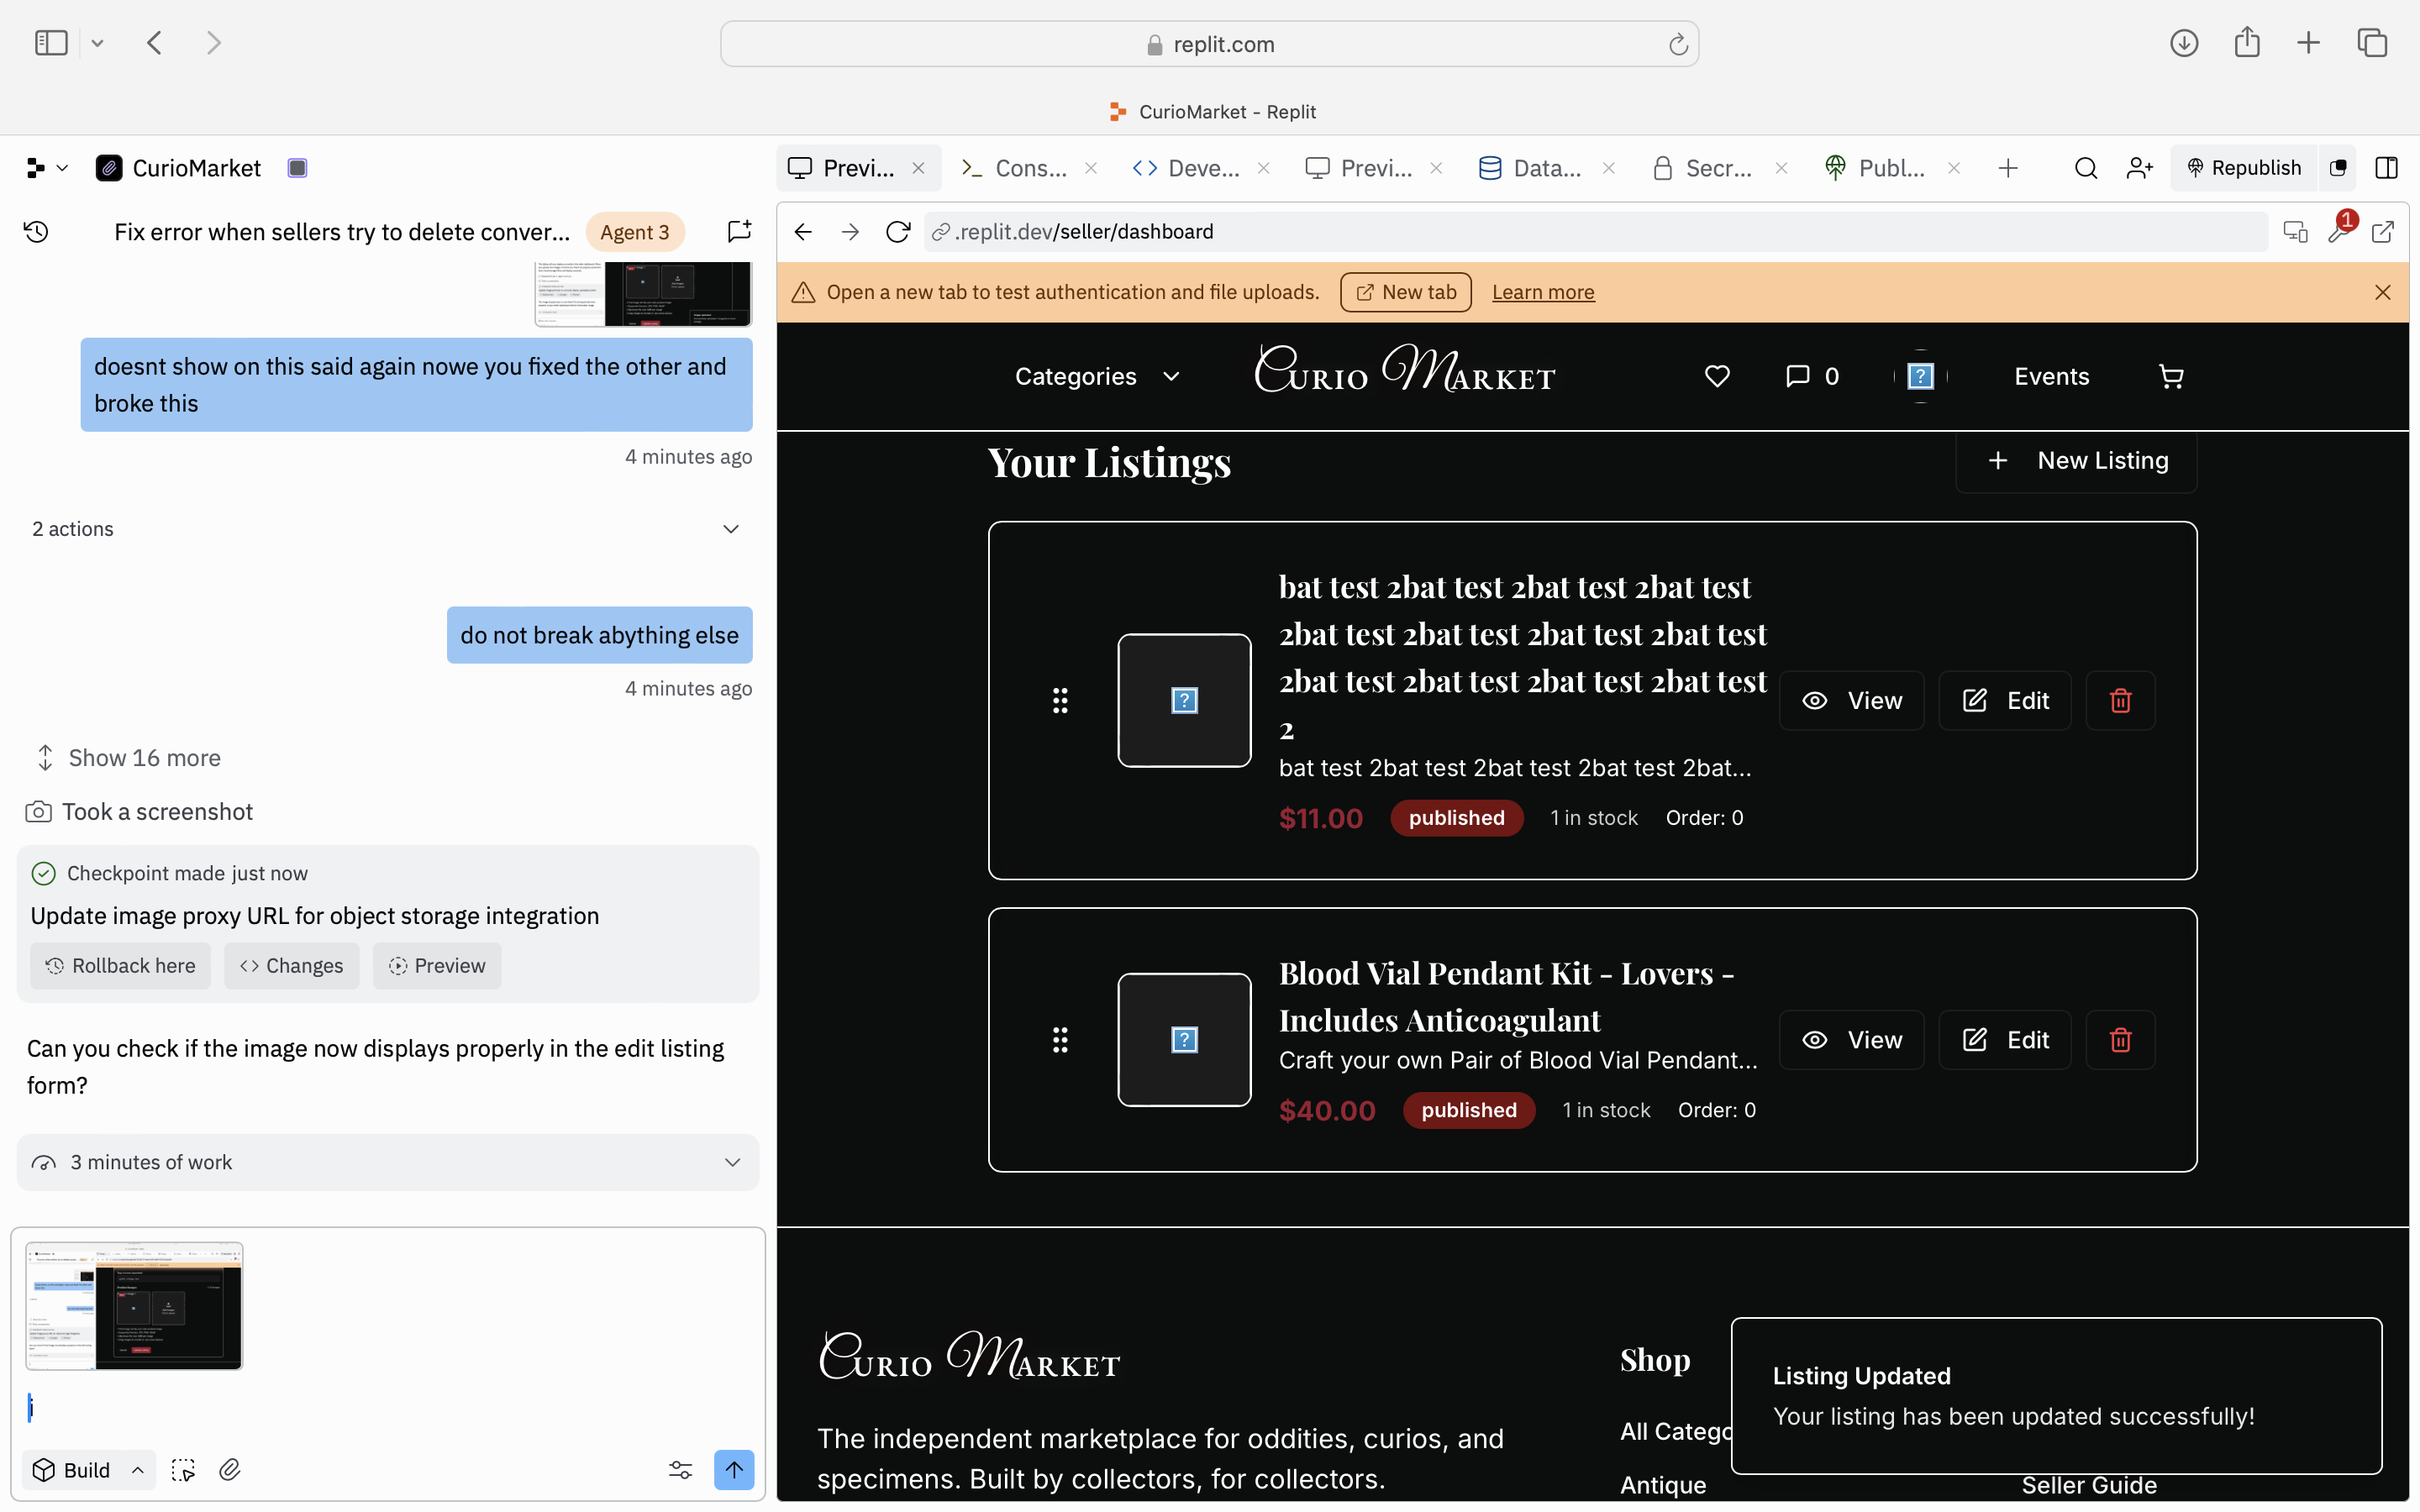 replit.com
CurioMarket - Replit
CurioMarket
Previ...
Cons...
Deve...
Previ...
Data...
Secr...
Publ...
Republish
Fix error when sellers try to delete conver...
Agent 3
.replit.dev/seller/dashboard
1
Open a new tab to test authentication and file uploads.
New tab
Learn more
doesnt show on this said again nowe you fixed the other and
broke this
4 minutes ago
2 actions
do not break abything else
4 minutes ago
Show 16 more
Took a screenshot
Checkpoint made just now
Update image proxy URL for object storage integration
Rollback here
Changes
Preview
Can you check if the image now displays properly in the edit listing
form?
3 minutes of work
i
Build
Categories
Curio Market
0
Events
Your Listings
New Listing
bat test 2bat test 2bat test 2bat test
2bat test 2bat test 2bat test 2bat test
2bat test 2bat test 2bat test 2bat test
2
bat test 2bat test 2bat test 2bat test 2bat...
$11.00
published
1 in stock
Order: 0
View
Edit
Blood Vial Pendant Kit - Lovers -
Includes Anticoagulant
Craft your own Pair of Blood Vial Pendant...
$40.00
published
1 in stock
Order: 0
View
Edit
Curio Market
The independent marketplace for oddities, curios, and
specimens. Built by collectors, for collectors.
Shop
All Catego
Antique
Seller Guide
Listing Updated
Your listing has been updated successfully!